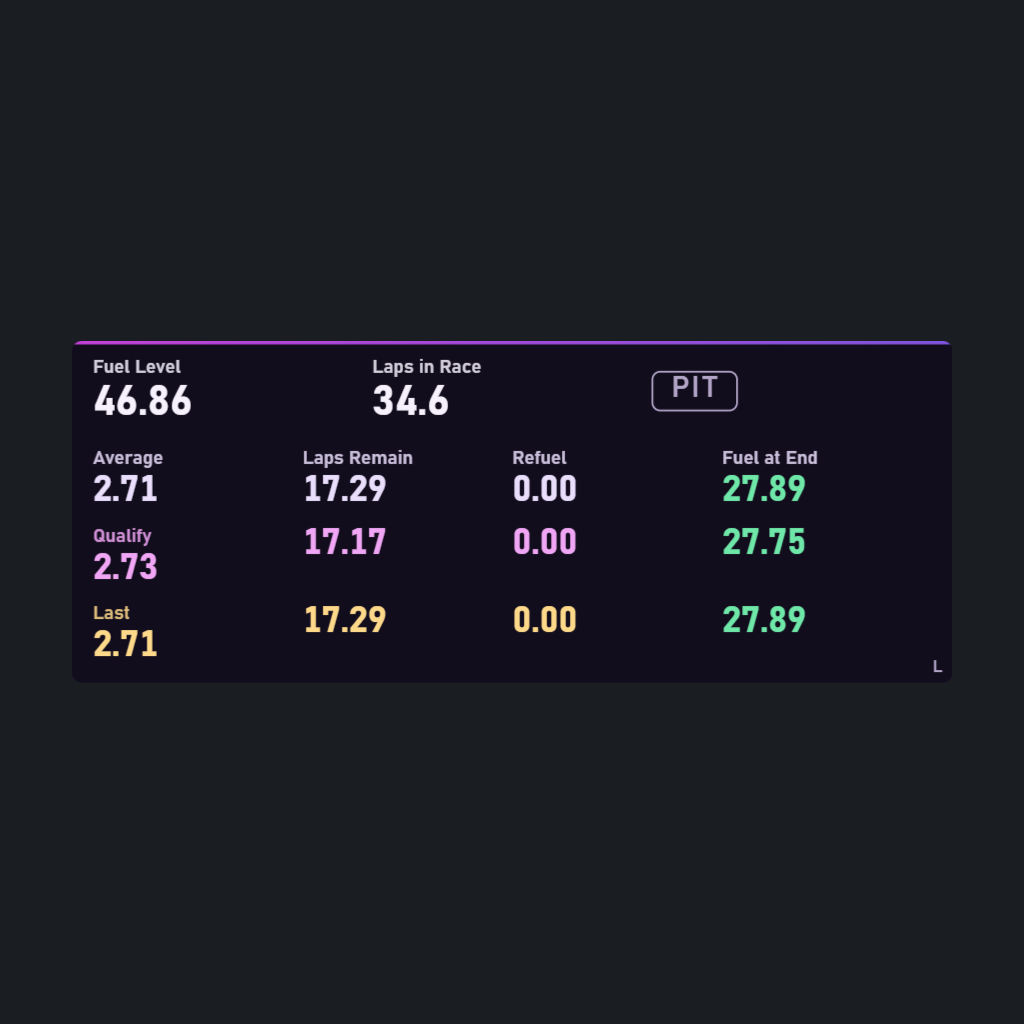 Fuel Level Laps in Race PIT
46.86 34.6
Average Laps Remain Refuel Fuel at End
2.71 17.29 0.00 27.89
Qualify 17.17 0.00 27.75
2.73
Last 17.29 0.00 27.89
2.71
L